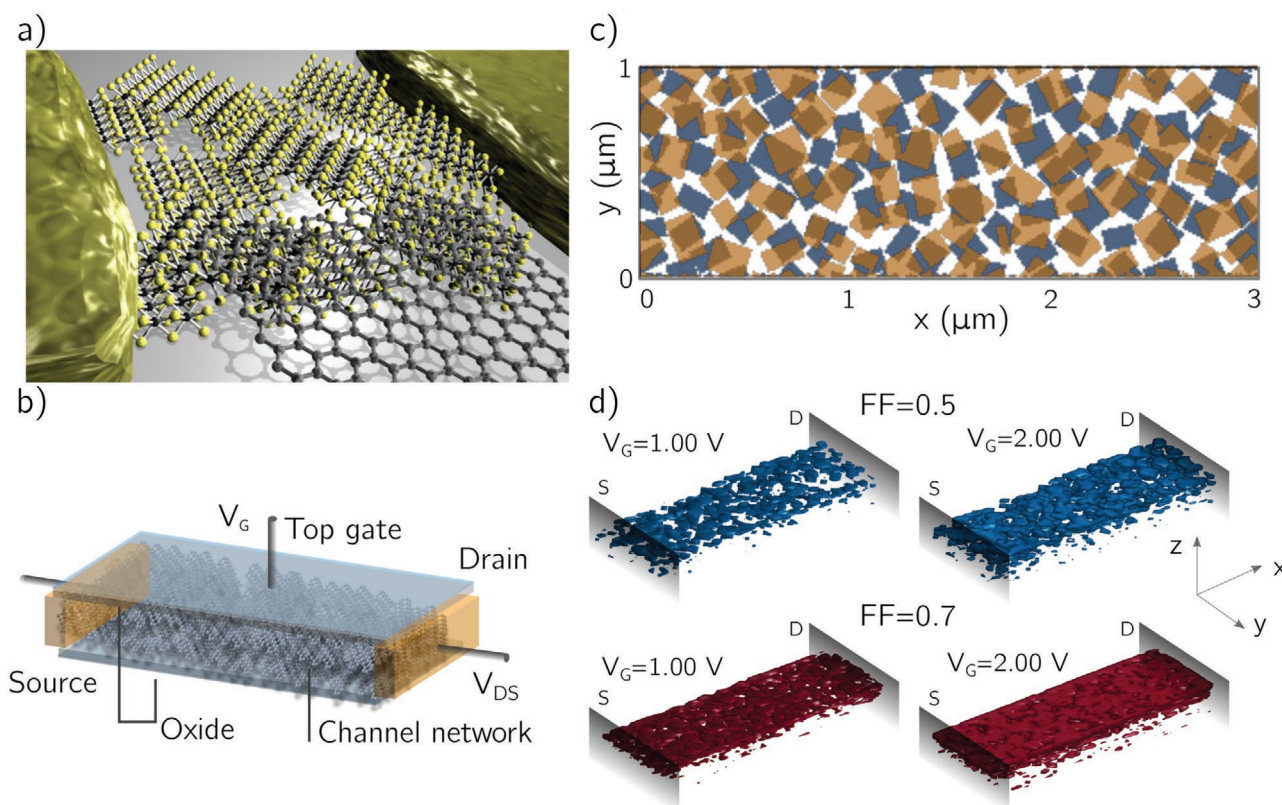 a)
b)
V_G
Top gate
Drain
Source
Oxide
V_DS
Channel network
c)
1
y (μm)
0
0
1
2
3
x (μm)
d)
FF=0.5
V_G=1.00 V
D
S
V_G=2.00 V
D
S
z
x
y
FF=0.7
V_G=1.00 V
D
S
V_G=2.00 V
D
S